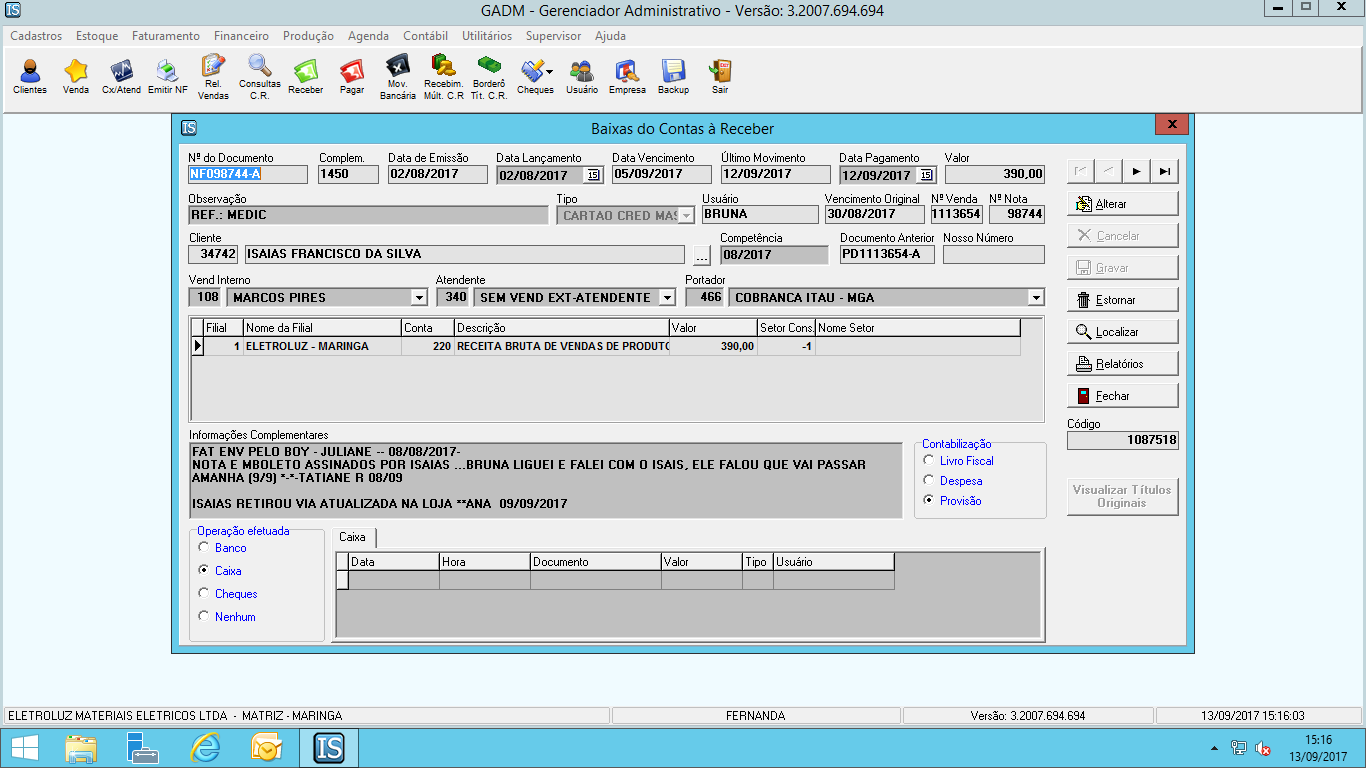 IS
GADM - Gerenciador Administrativo - Versão: 3.2007.694.694
Cadastros Estoque Faturamento Financeiro Produção Agenda Contábil Utilitários Supervisor Ajuda
Clientes Venda Cx/Atend Emitir NF Rel. Vendas Consultas C.R. Receber Pagar Mov. Bancária Recebim. Múlt. C.R Borderô Tit. C.R. Cheques Usuário Empresa Backup Sair
IS Baixas do Contas à Receber
Nº do Documento Complem. Data de Emissão Data Lançamento Data Vencimento Último Movimento Data Pagamento Valor
NF098744-A 1450 02/08/2017 02/08/2017 15 05/09/2017 12/09/2017 12/09/2017 15 390,00
Observação Tipo Usuário Vencimento Original Nº Venda Nº Nota
REF.: MEDIC CARTAO CRED MAS BRUNA 30/08/2017 1113654 98744
Alterar
Cliente Competência Documento Anterior Nosso Número
34742 ISAIAS FRANCISCO DA SILVA ... 08/2017 PD1113654-A
Cancelar
Gravar
Vend Interno Atendente Portador
108 MARCOS PIRES 340 SEM VEND EXT-ATENDENTE 466 COBRANCA ITAU - MGA
Estornar
Filial Nome da Filial Conta Descrição Valor Setor Cons. Nome Setor
1 ELETROLUZ - MARINGA 220 RECEITA BRUTA DE VENDAS DE PRODUTO 390,00 -1
Localizar
Relatórios
Fechar
Código
1087518
Informações Complementares
FAT ENV PELO BOY - JULIANE -- 08/08/2017-
NOTA E MBOLETO ASSINADOS POR ISAIAS ...BRUNA LIGUEI E FALEI COM O ISAIS, ELE FALOU QUE VAI PASSAR
AMANHA (9/9) *-*-TATIANE R 08/09
ISAIAS RETIROU VIA ATUALIZADA NA LOJA **ANA 09/09/2017
Contabilização
Livro Fiscal
Despesa
Provisão
Visualizar Títulos
Originais
Operação efetuada
Banco
Caixa
Cheques
Nenhum
Caixa
Data Hora Documento Valor Tipo Usuário
ELETROLUZ MATERIAIS ELETRICOS LTDA - MATRIZ - MARINGA FERNANDA Versão: 3.2007.694.694 13/09/2017 15:16:03
IS
15:16
13/09/2017